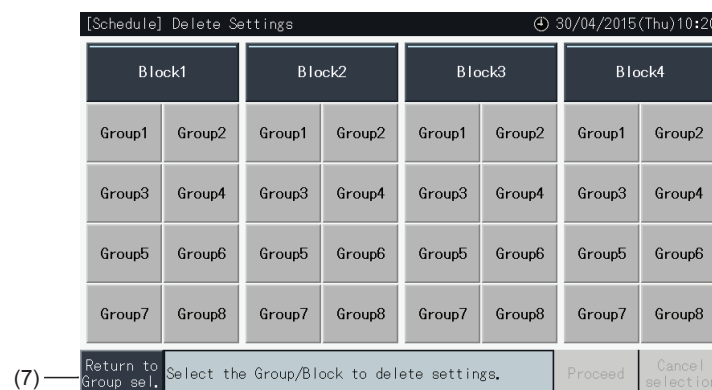 [Schedule] Delete Settings 30/04/2015(Thu)10:20
Block1 Block2 Block3 Block4
Group1 Group2 Group1 Group2 Group1 Group2 Group1 Group2
Group3 Group4 Group3 Group4 Group3 Group4 Group3 Group4
Group5 Group6 Group5 Group6 Group5 Group6 Group5 Group6
Group7 Group8 Group7 Group8 Group7 Group8 Group7 Group8
(7)
Return to
Group sel.
Select the Group/Block to delete settings.
Proceed
Cancel
selection